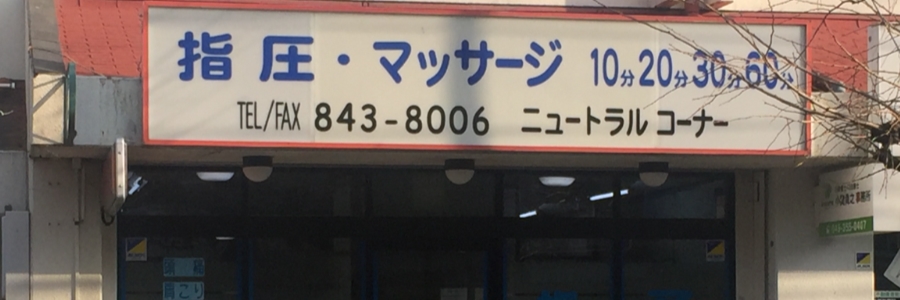 指圧・マッサージ 10分20分30分60分
TEL/FAX 843-8006 ニュートラル コーナー